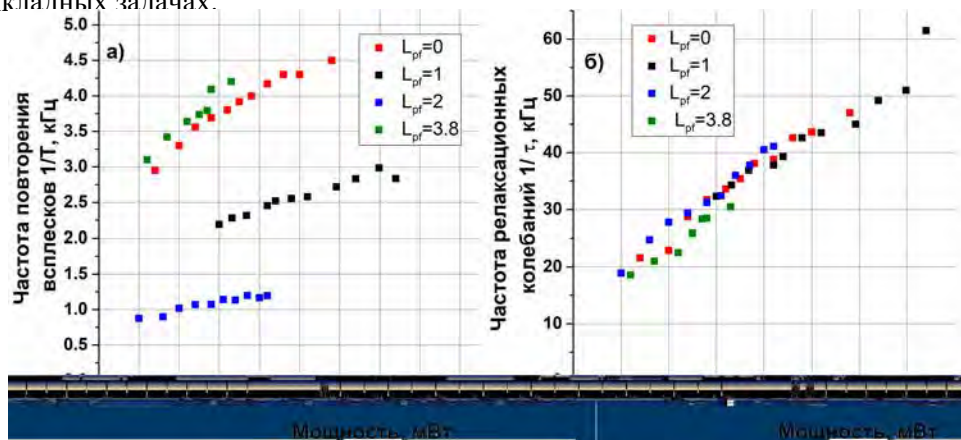 кладных задачах.
а)
L_pf=0
L_pf=1
L_pf=2
L_pf=3.8
Частота повторения
всплесков 1/T, кГц
5.0
4.5
4.0
3.5
3.0
2.5
2.0
1.5
1.0
0.5
Мощность, мВт
б)
L_pf=0
L_pf=1
L_pf=2
L_pf=3.8
Частота релаксационных
колебаний 1/ τ, кГц
60
50
40
30
20
10
Мощность, мВт